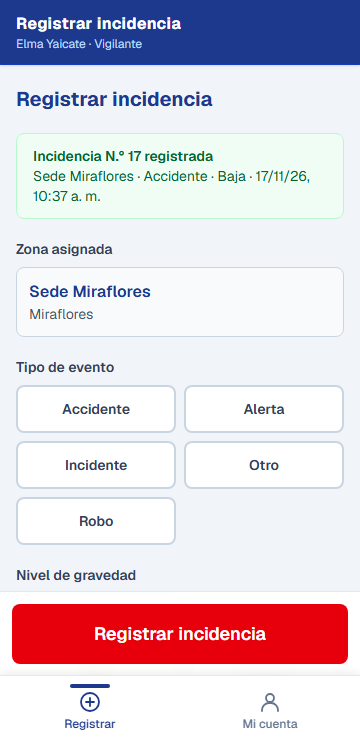 Registrar incidencia
Elma Yaicate · Vigilante
Registrar incidencia
Incidencia N.° 17 registrada
Sede Miraflores · Accidente · Baja · 17/11/26,
10:37 a. m.
Zona asignada
Sede Miraflores
Miraflores
Tipo de evento
Accidente
Alerta
Incidente
Otro
Robo
Nivel de gravedad
Registrar incidencia
Registrar
Mi cuenta